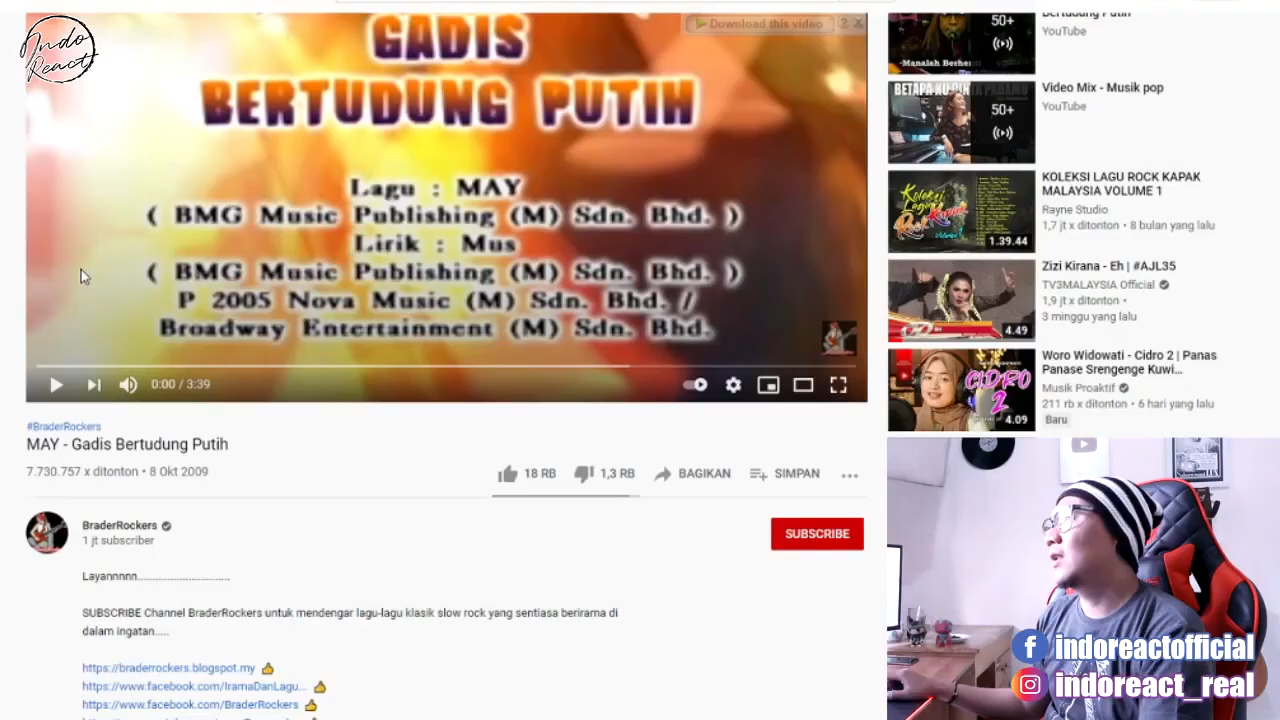 Indo
React
Download this video
GADIS
BERTUDUNG PUTIH
Lagu : MAY
( BMG Music Publishing (M) Sdn. Bhd. )
Lirik : Mus
( BMG Music Publishing (M) Sdn. Bhd. )
P 2005 Nova Music (M) Sdn. Bhd. /
Broadway Entertainment (M) Sdn. Bhd.
0:00 / 3:39
#BraderRockers
MAY - Gadis Bertudung Putih
7.730.757 x ditonton • 8 Okt 2009
18 RB 1,3 RB BAGIKAN SIMPAN
BraderRockers
1 jt subscriber
SUBSCRIBE
Layannnnn................................
SUBSCRIBE Channel BraderRockers untuk mendengar lagu-lagu klasik slow rock yang sentiasa berirama di
dalam ingatan.....
https://braderrockers.blogspot.my
https://www.facebook.com/IramaDanLagu...
https://www.facebook.com/BraderRockers
Bertudung Putih
YouTube
50+
Video Mix - Musik pop
YouTube
50+
KOLEKSI LAGU ROCK KAPAK
MALAYSIA VOLUME 1
Rayne Studio
1,7 jt x ditonton • 8 bulan yang lalu
Koleksi
Lagu
Rock Kapak
Volume 1
1.39.44
Zizi Kirana - Eh | #AJL35
TV3MALAYSIA Official
1,9 jt x ditonton •
3 minggu yang lalu
4.49
Woro Widowati - Cidro 2 | Panas
Panase Srengenge Kuwi...
Musik Proaktif
211 rb x ditonton • 6 hari yang lalu
Baru
CIDRO
2
4.09
indoreactofficial
indoreact_real